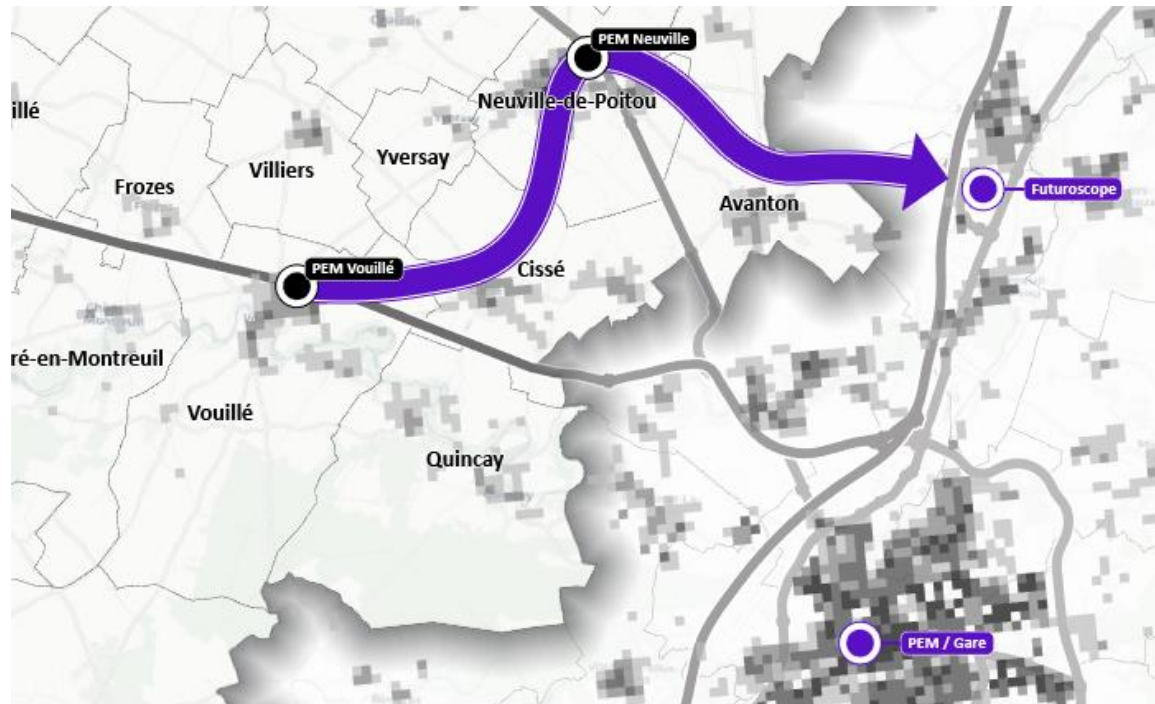 PEM Neuville
Neuville-de-Poitou
illé
Villiers
Yversay
Frozes
Avanton
Futuroscope
PEM Vouillé
Cissé
ré-en-Montreuil
Vouillé
Quincay
PEM / Gare